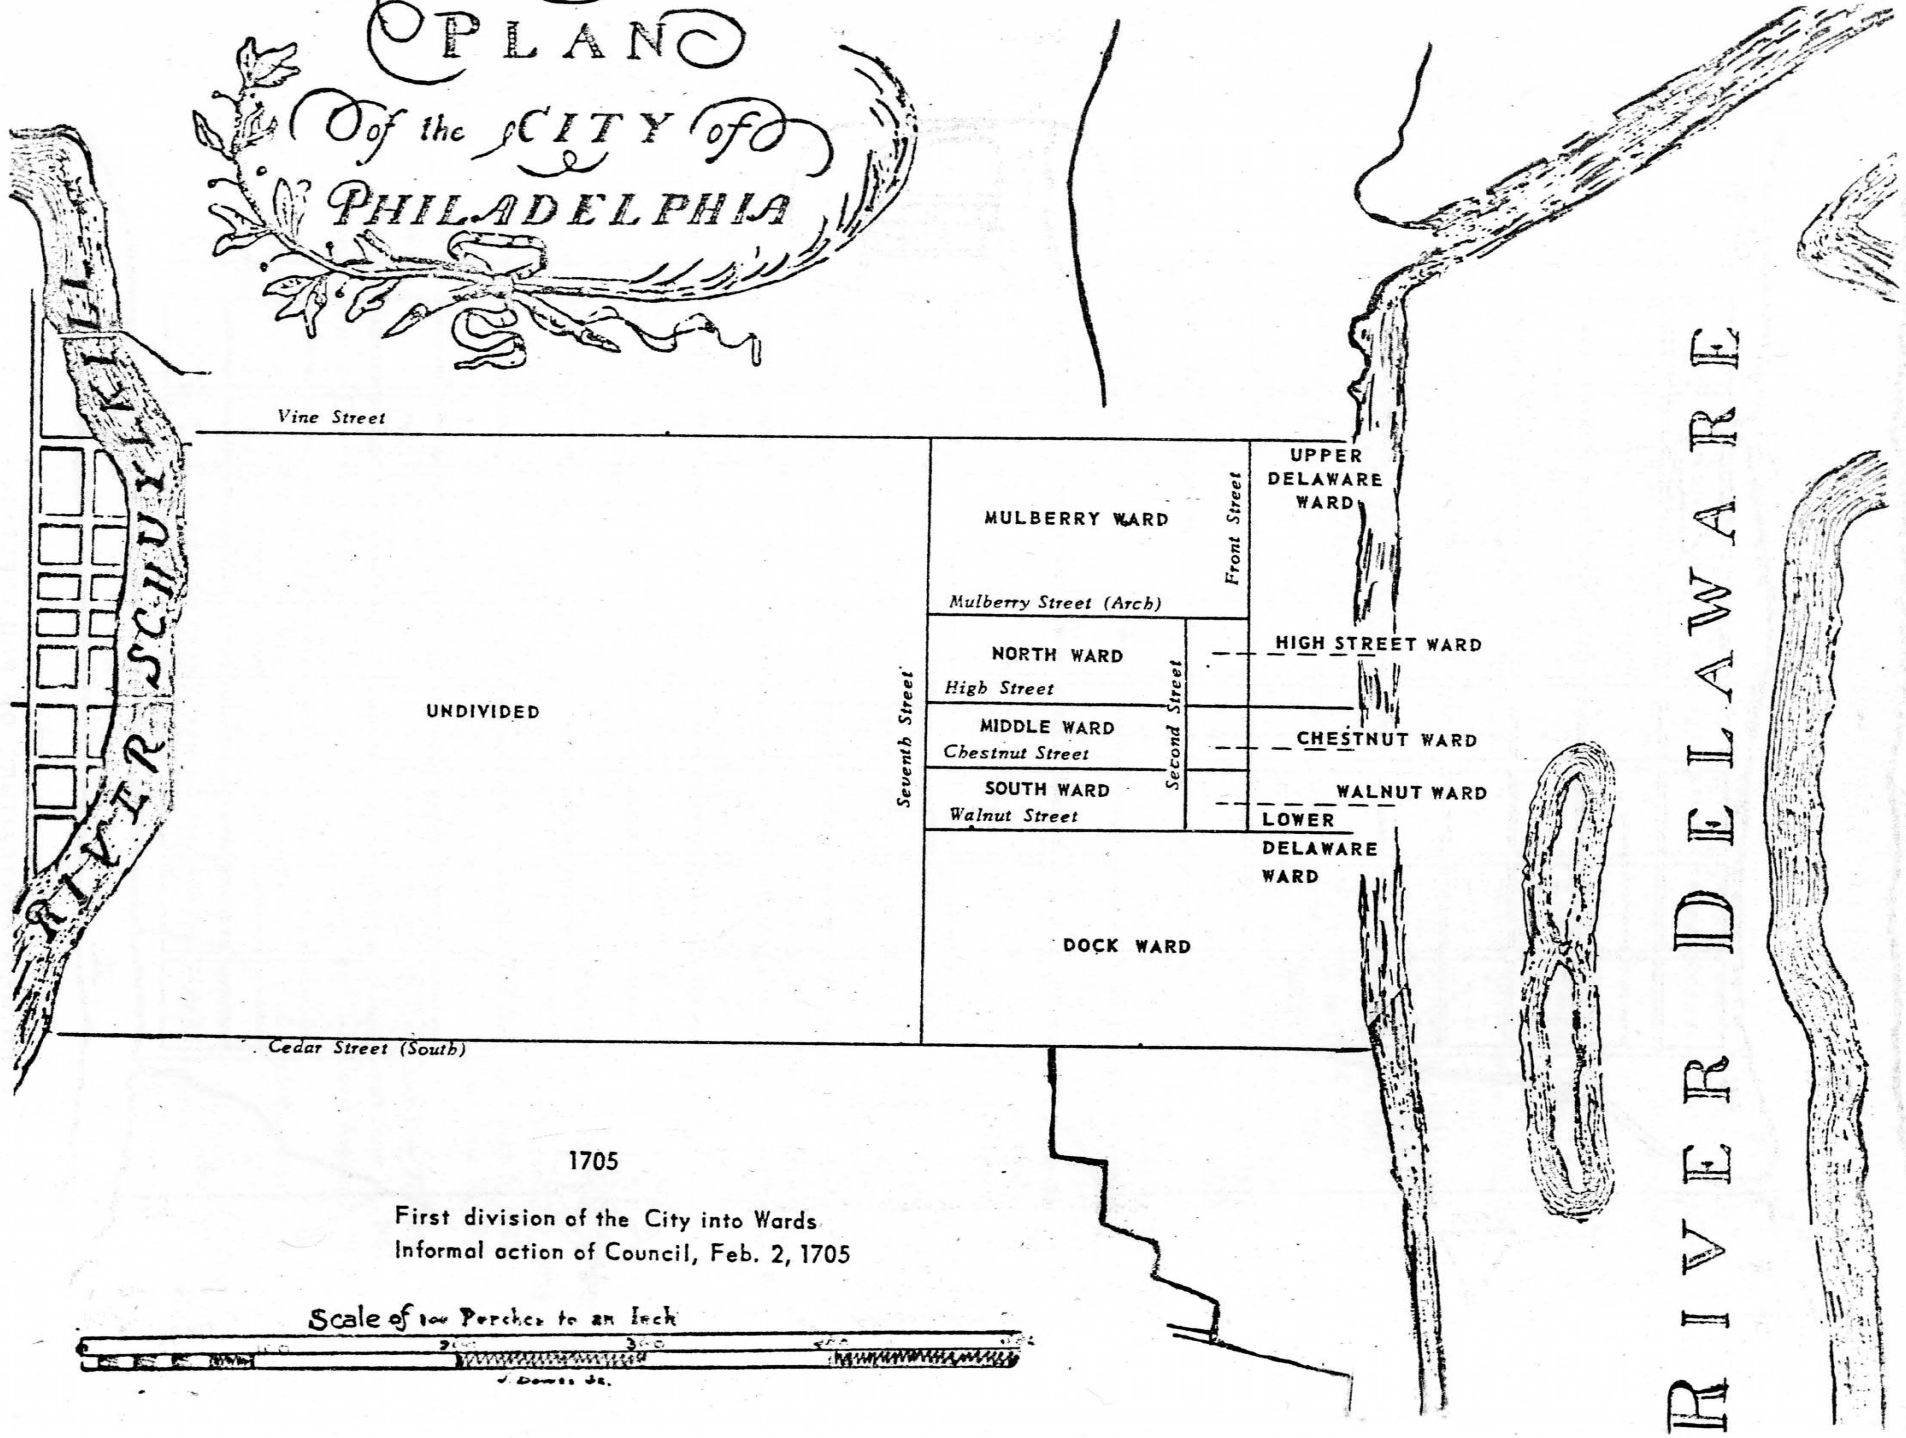 PLAN
of the CITY of
PHILADELPHIA
RIVER SCHUYLKILL
Vine Street
UPPER
DELAWARE
WARD
MULBERRY WARD
Front Street
Mulberry Street (Arch)
NORTH WARD
HIGH STREET WARD
High Street
Seventh Street
Second Street
UNDIVIDED
MIDDLE WARD
CHESTNUT WARD
Chestnut Street
SOUTH WARD
WALNUT WARD
Walnut Street
LOWER
DELAWARE
WARD
DOCK WARD
RIVER DELAWARE
Cedar Street (South)
1705
First division of the City into Wards
Informal action of Council, Feb. 2, 1705
Scale of 100 Perches to an Inch
300